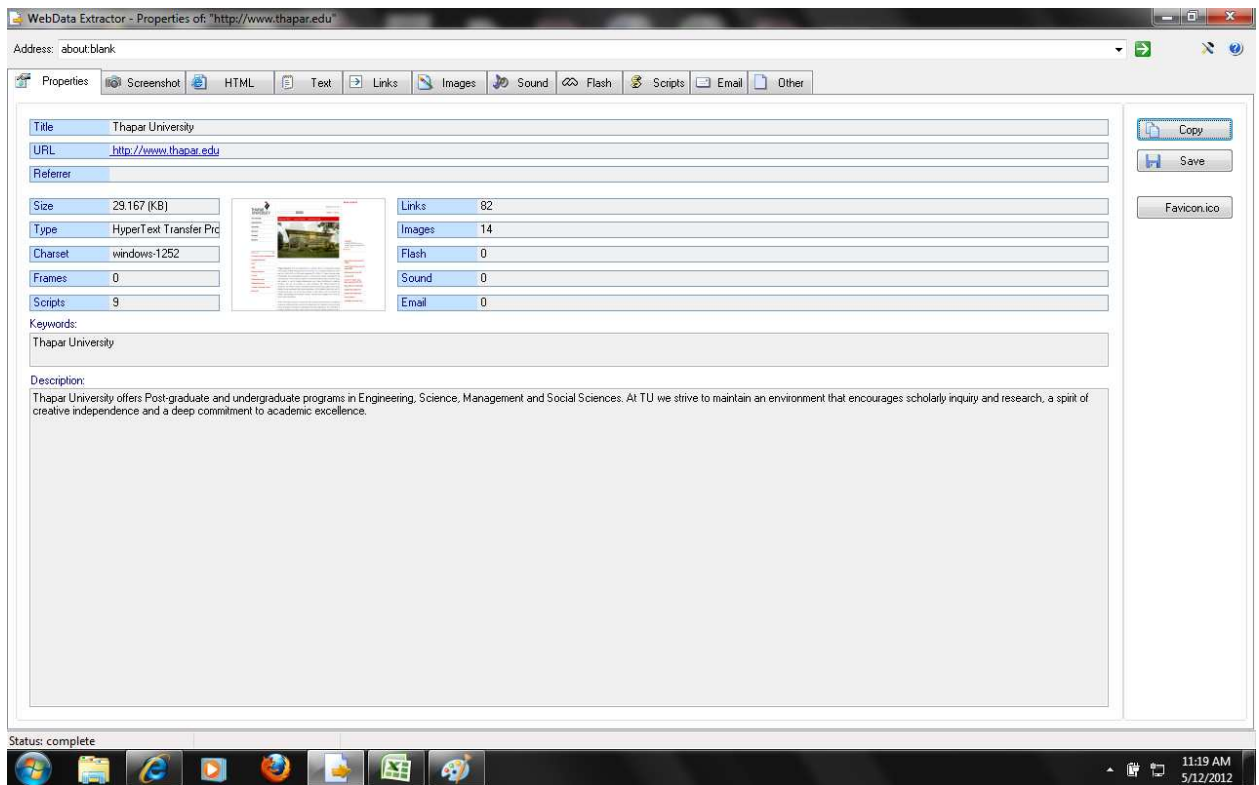 WebData Extractor - Properties of: "http://www.thapar.edu"
Address: about:blank
Properties Screenshot HTML Text Links Images Sound Flash Scripts Email Other
Title Thapar University
URL http://www.thapar.edu
Referrer
Copy
Save
Favicon.ico
Size 29.167 (KB)
Type HyperText Transfer Prc
Charset windows-1252
Frames 0
Scripts 9
Links 82
Images 14
Flash 0
Sound 0
Email 0
Keywords:
Thapar University
Description:
Thapar University offers Post-graduate and undergraduate programs in Engineering, Science, Management and Social Sciences. At TU we strive to maintain an environment that encourages scholarly inquiry and research, a spirit of
creative independence and a deep commitment to academic excellence.
Status: complete
11:19 AM
5/12/2012